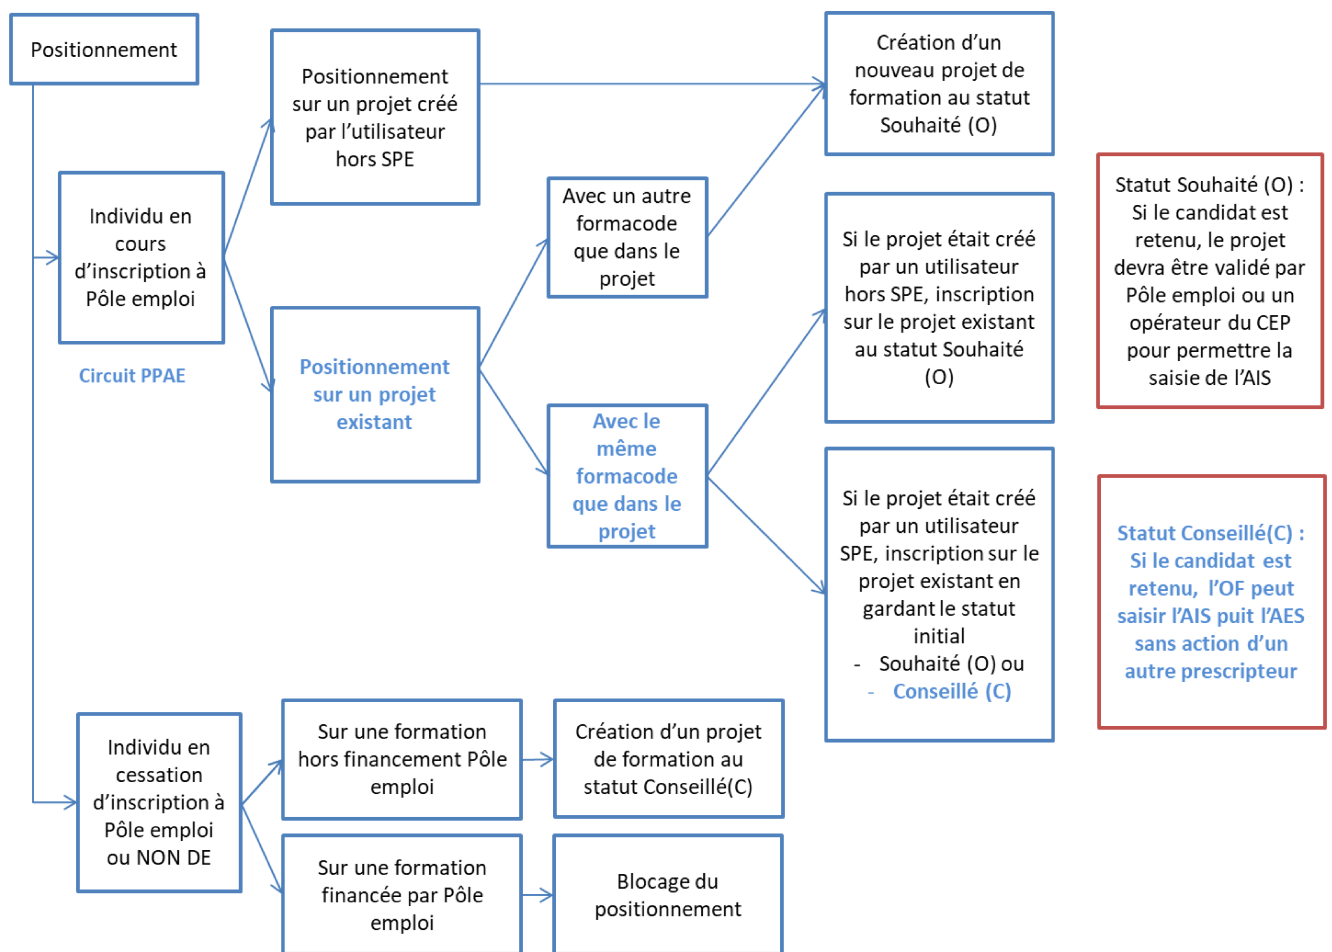 Positionnement
Individu en
cours
d’inscription à
Pôle emploi
Circuit PPAE
Positionnement
sur un projet créé
par l’utilisateur
hors SPE
Positionnement
sur un projet
existant
Avec un autre
formacode
que dans le
projet
Avec le
même
formacode
que dans le
projet
Création d’un
nouveau projet de
formation au statut
Souhaité (O)
Si le projet était créé
par un utilisateur
hors SPE, inscription
sur le projet existant
au statut Souhaité
(O)
Si le projet était créé
par un utilisateur
SPE, inscription sur le
projet existant en
gardant le statut
initial
- Souhaité (O) ou
- Conseillé (C)
Statut Souhaité (O) :
Si le candidat est
retenu, le projet
devra être validé par
Pôle emploi ou un
opérateur du CEP
pour permettre la
saisie de l’AIS
Statut Conseillé(C) :
Si le candidat est
retenu, l’OF peut
saisir l’AIS puit l’AES
sans action d’un
autre prescripteur
Individu en
cessation
d’inscription à
Pôle emploi
ou NON DE
Sur une formation
hors financement Pôle
emploi
Création d’un projet
de formation au
statut Conseillé(C)
Sur une formation
financée par Pôle
emploi
Blocage du
positionnement